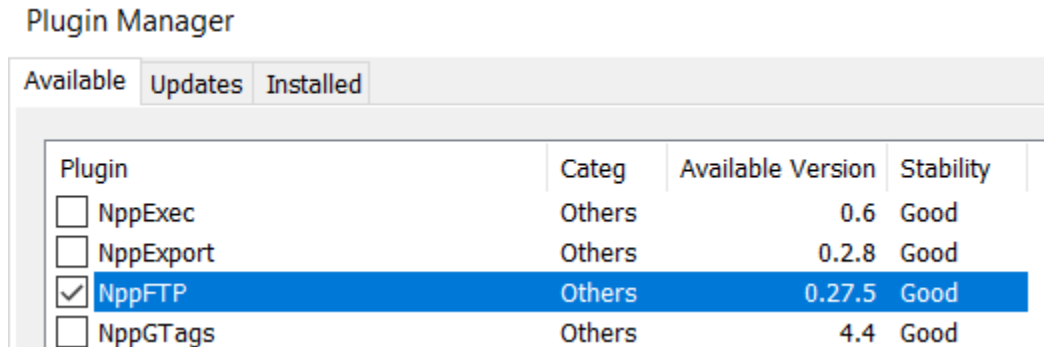 Plugin Manager
Available Updates Installed
Plugin Categ Available Version Stability
NppExec Others 0.6 Good
NppExport Others 0.2.8 Good
NppFTP Others 0.27.5 Good
NppGTags Others 4.4 Good